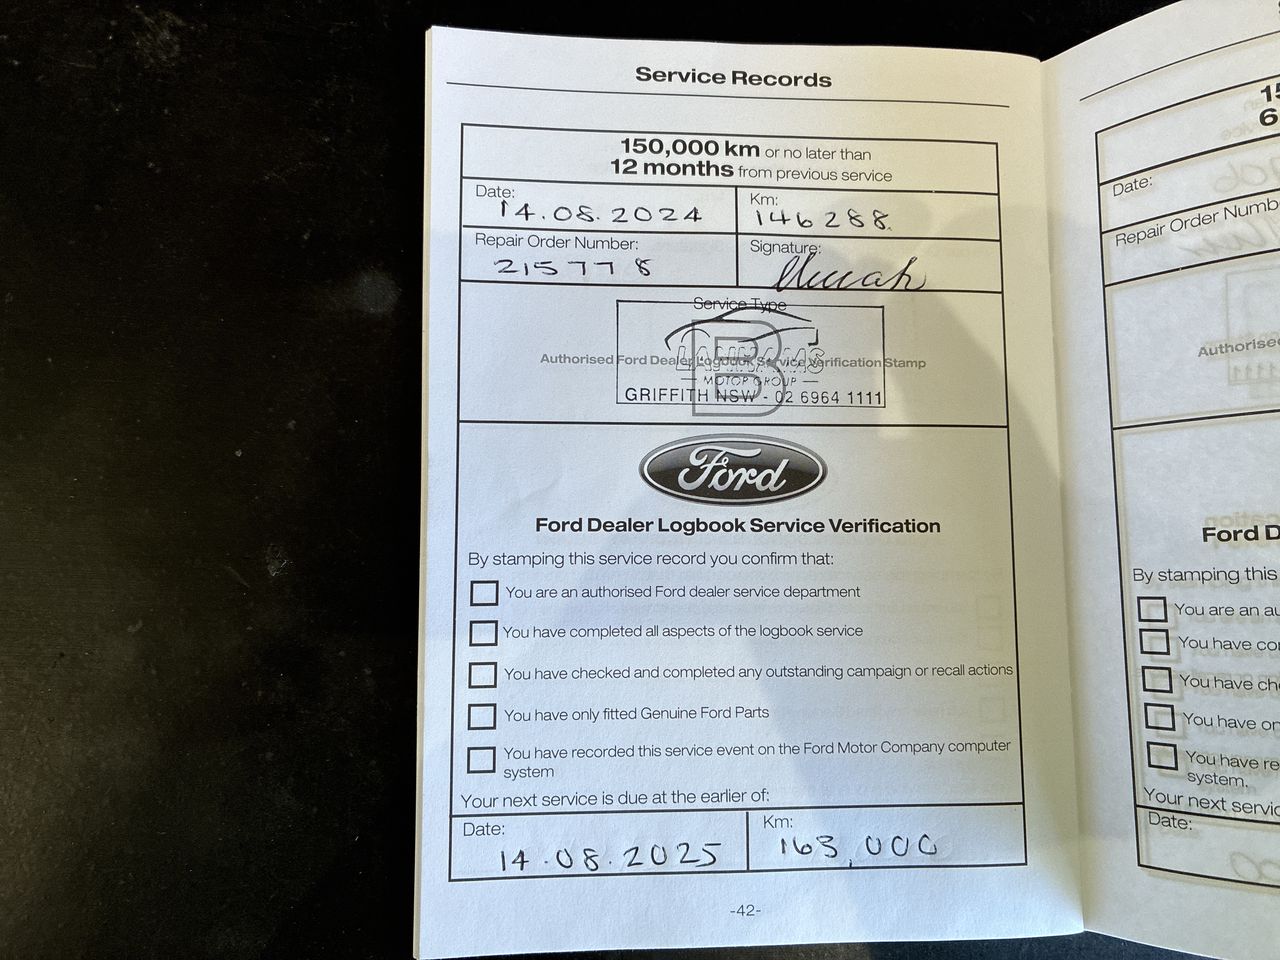 Service Records
150,000 km or no later than
12 months from previous service
Date:
14.08.2024
Km:
146288.
Repair Order Number:
215778
Signature:
Service Type
B
Authorised Ford Dealer Logbook Service Verification Stamp
MOTOR GROUP
GRIFFITH NSW - 02 6964 1111
Ford
Ford Dealer Logbook Service Verification
By stamping this service record you confirm that:
You are an authorised Ford dealer service department
You have completed all aspects of the logbook service
You have checked and completed any outstanding campaign or recall actions
You have only fitted Genuine Ford Parts
You have recorded this service event on the Ford Motor Company computer
system
Your next service is due at the earlier of:
Date:
14.08.2025
Km:
163,000
-42-
15
6
Date:
Repair Order Numb
Authorise
Ford D
By stamping this
You are an au
You have co
You have che
You have on
You have re
system.
Your next servic
Date: